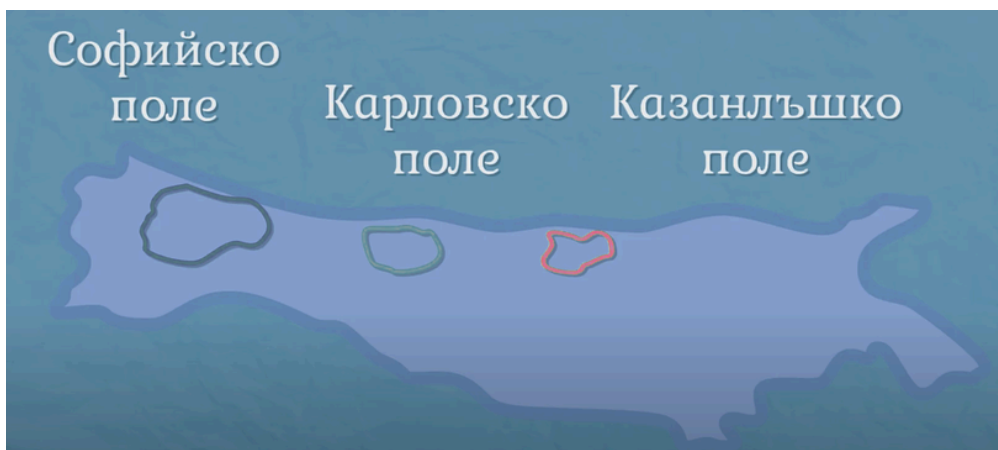 Софийско
поле
Карловско
поле
Казанлъшко
поле